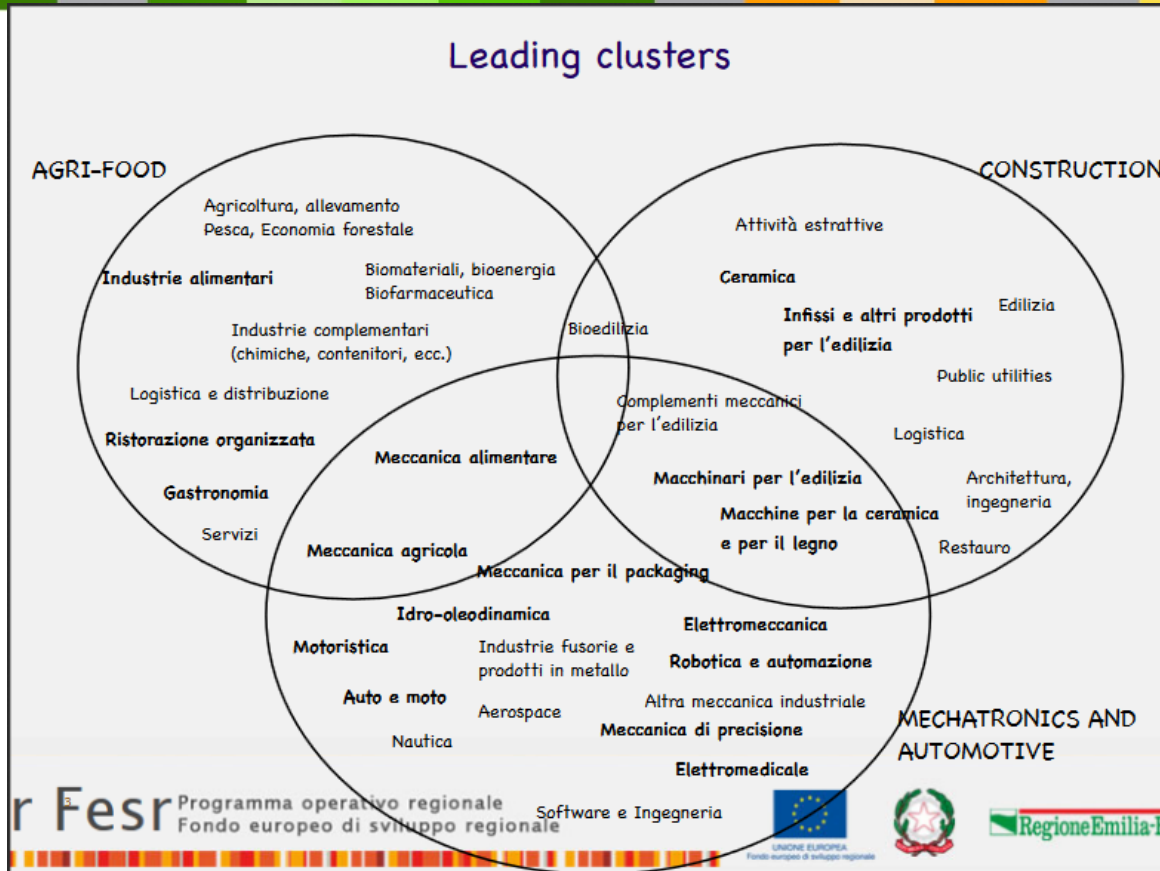 Leading clusters
AGRI-FOOD
CONSTRUCTION
Agricoltura, allevamento
Pesca, Economia forestale
Industrie alimentari
Biomateriali, bioenergia
Biofarmaceutica
Industrie complementari
(chimiche, contenitori, ecc.)
Logistica e distribuzione
Ristorazione organizzata
Gastronomia
Servizi
Meccanica alimentare
Meccanica agricola
Bioedilizia
Attività estrattive
Ceramica
Infissi e altri prodotti
per l'edilizia
Edilizia
Public utilities
Complementi meccanici
per l'edilizia
Logistica
Macchinari per l'edilizia
Architettura,
ingegneria
Macchine per la ceramica
e per il legno
Restauro
Meccanica per il packaging
Idro-oleodinamica
Elettromeccanica
Motoristica
Industrie fusorie e
prodotti in metallo
Robotica e automazione
Auto e moto
Aerospace
Altra meccanica industriale
Meccanica di precisione
Nautica
Elettromedicale
Software e Ingegneria
MECHATRONICS AND
AUTOMOTIVE
r Fesr
3
Programma operativo regionale
Fondo europeo di sviluppo regionale
UNIONE EUROPEA
Fondo europeo di sviluppo regionale
RegioneEmilia-R